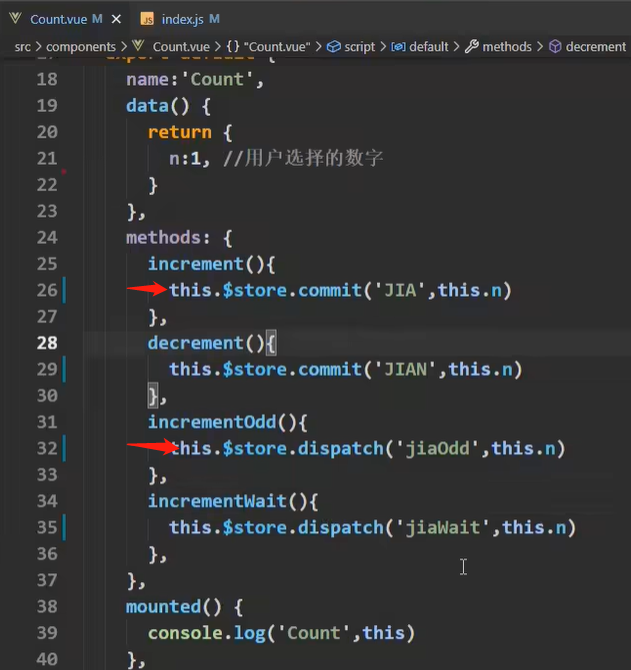 Count.vue M × JS index.js M
src > components > Count.vue > {} "Count.vue" > script > default > methods > decrement
18 name:'Count',
19 data() {
20 return {
21 n:1, //用户选择的数字
22 }
23 },
24 methods: {
25 increment(){
26 this.$store.commit('JIA',this.n)
27 },
28 decrement(){
29 this.$store.commit('JIAN',this.n)
30 },
31 incrementOdd(){
32 this.$store.dispatch('jiaOdd',this.n)
33 },
34 incrementWait(){
35 this.$store.dispatch('jiaWait',this.n)
36 },
37 },
38 mounted() {
39 console.log('Count',this)
40 },